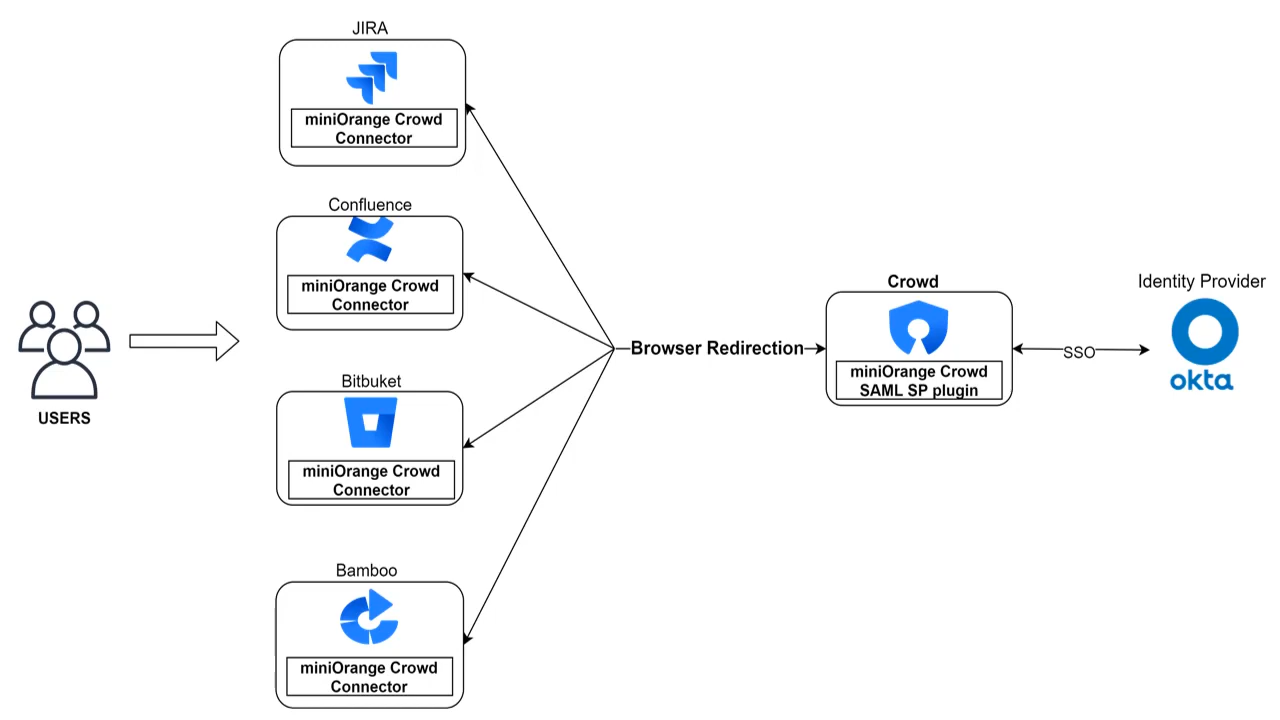 JIRA
miniOrange Crowd
Connector
Confluence
miniOrange Crowd
Connector
Bitbuket
miniOrange Crowd
Connector
Bamboo
miniOrange Crowd
Connector
USERS
Browser Redirection
Crowd
miniOrange Crowd
SAML SP plugin
SSO
Identity Provider
okta